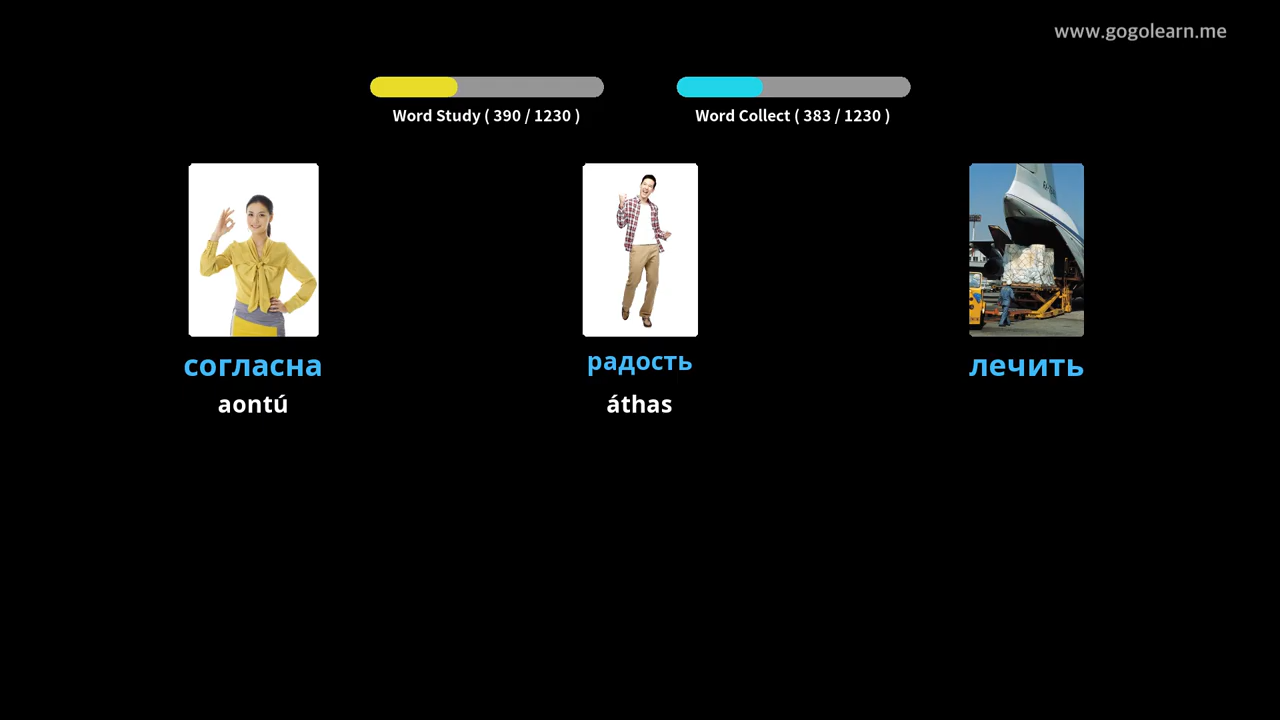 www.gogolearn.me
Word Study ( 390 / 1230 )
Word Collect ( 383 / 1230 )
согласна
радость
лечить
aontú
áthas